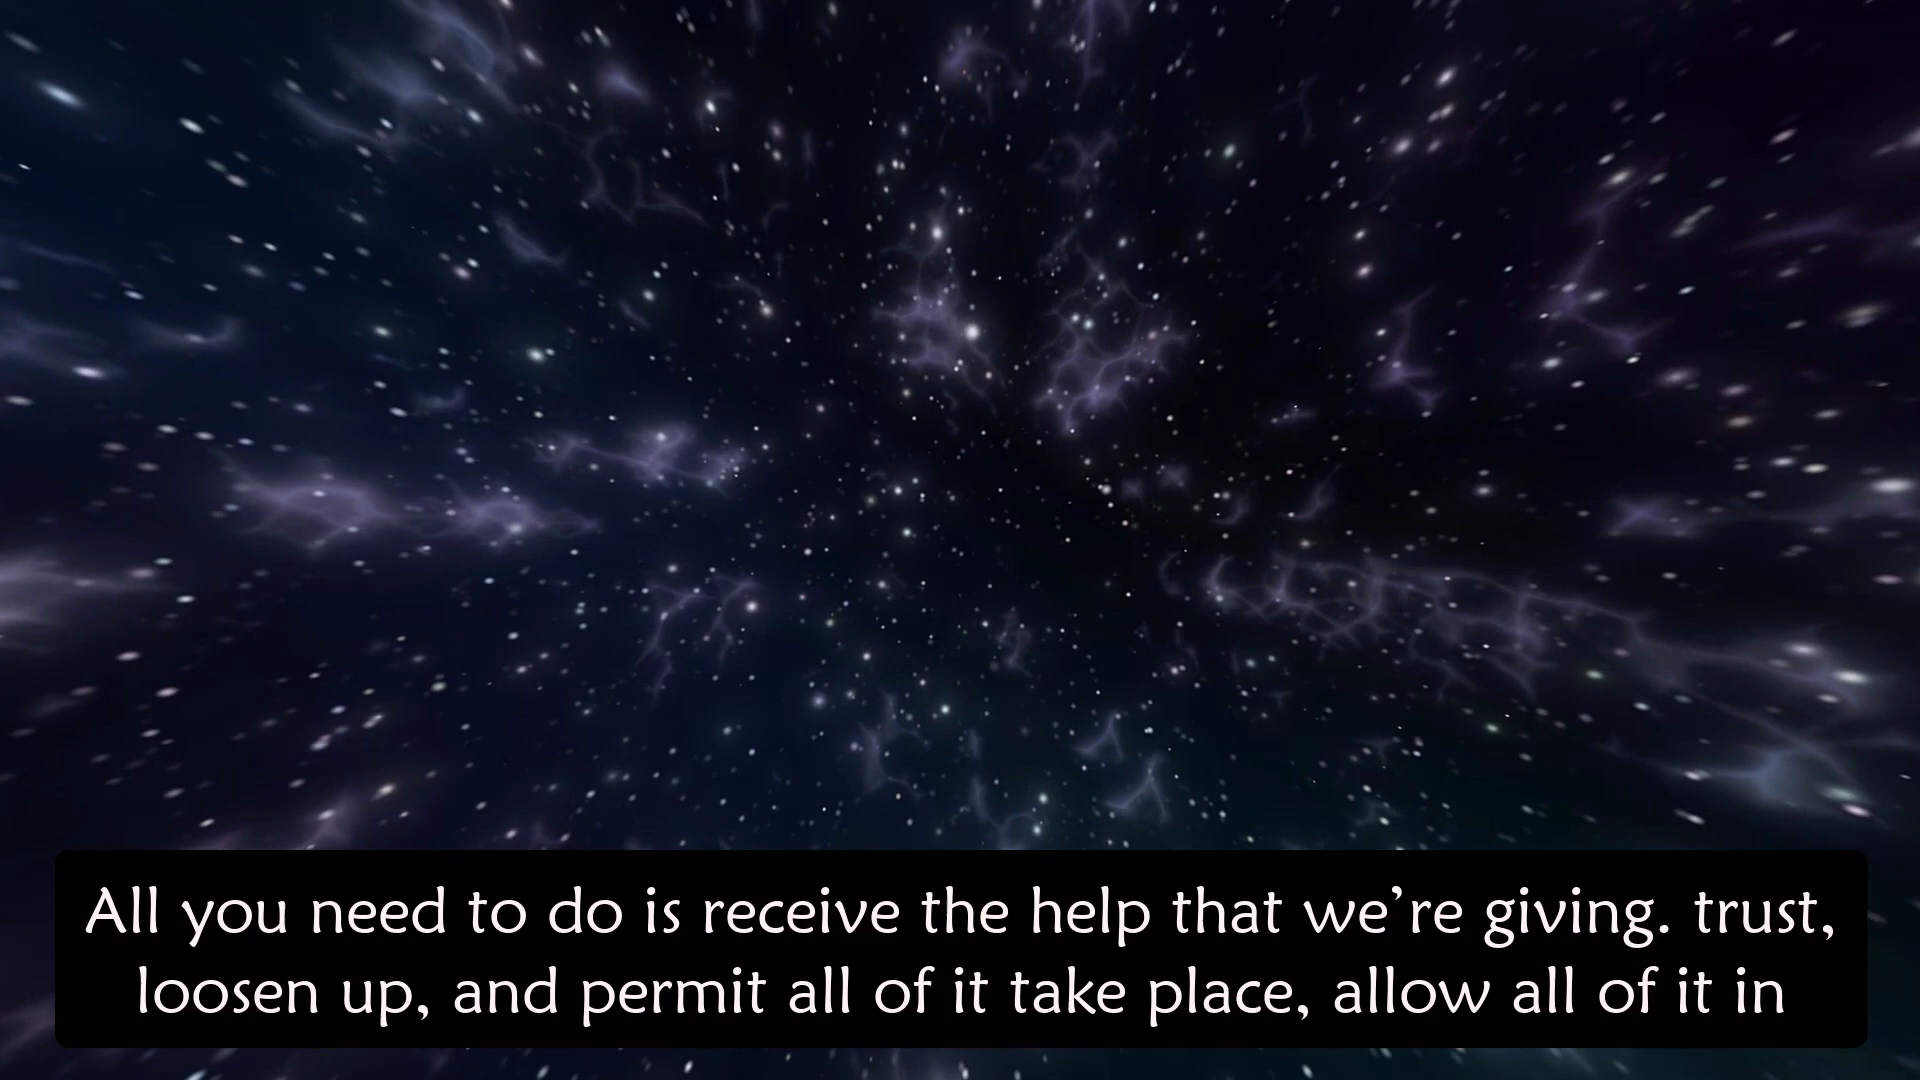 All you need to do is receive the help that we’re giving. trust,
loosen up, and permit all of it take place, allow all of it in